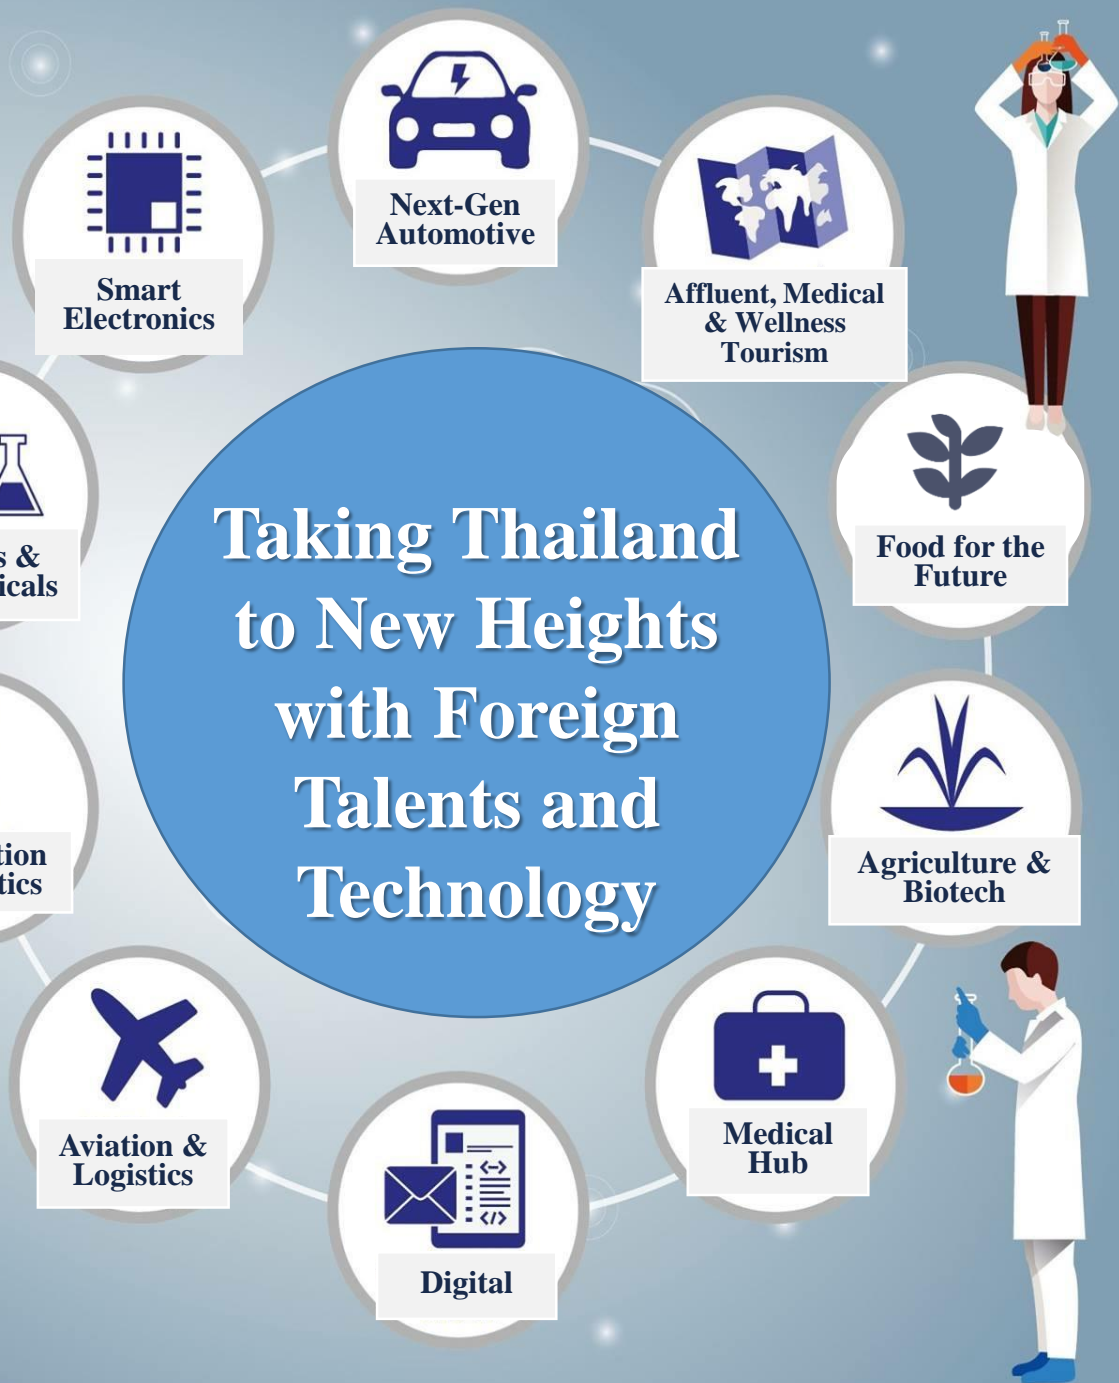 Next-Gen
Automotive
Smart
Electronics
Affluent, Medical
& Wellness
Tourism
Food for the
Future
&
Taking Thailand
to New Heights
with Foreign
Talents and
Technology
Agriculture &
Biotech
Aviation &
Logistics
Medical
Hub
Digital